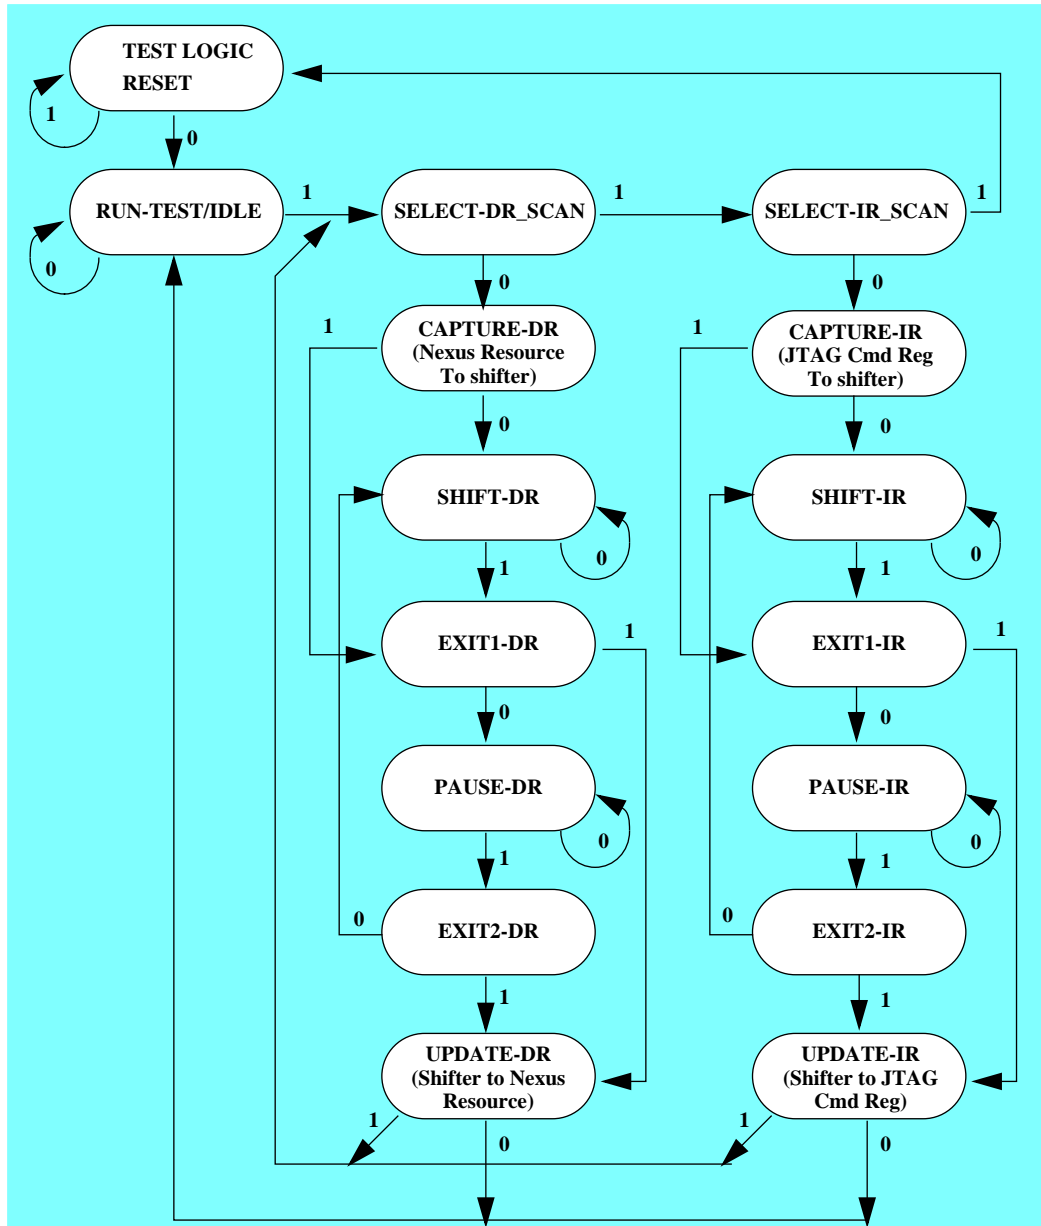 TEST LOGIC
RESET
1
0
RUN-TEST/IDLE
1
SELECT-DR_SCAN
1
SELECT-IR_SCAN
1
0
0
0
1
CAPTURE-DR
(Nexus Resource
To shifter)
1
CAPTURE-IR
(JTAG Cmd Reg
To shifter)
0
0
SHIFT-DR
SHIFT-IR
0
0
1
1
EXIT1-DR
1
EXIT1-IR
1
0
0
PAUSE-DR
PAUSE-IR
0
0
1
1
0
EXIT2-DR
0
EXIT2-IR
1
1
UPDATE-DR
(Shifter to Nexus
Resource)
UPDATE-IR
(Shifter to JTAG
Cmd Reg)
1
0
1
0